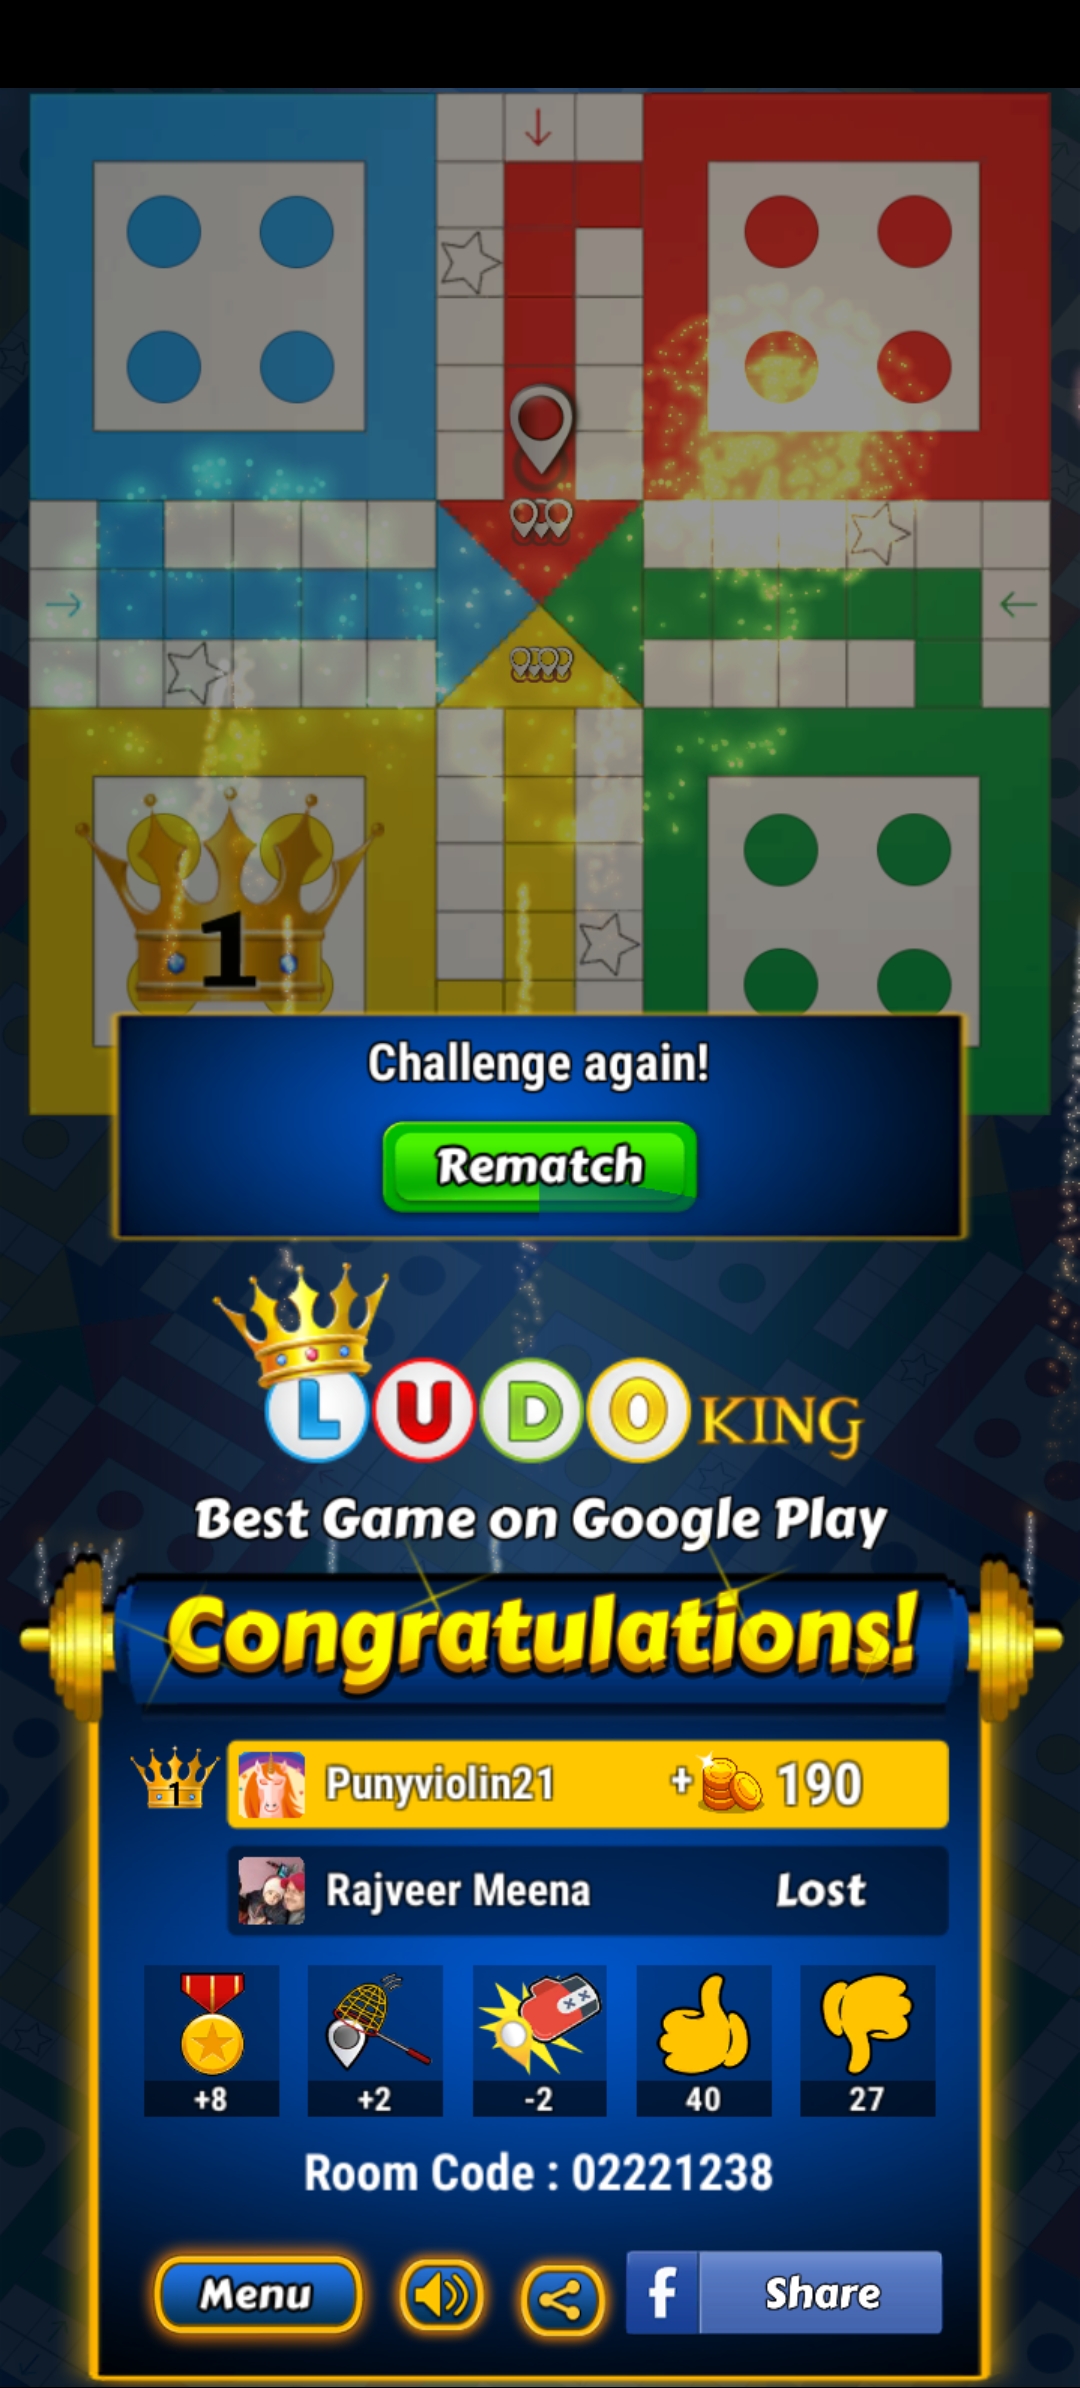 1
Challenge again!
Rematch
LUDO KING
Best Game on Google Play
Congratulations!
1 Punyviolin21 + 190
Rajveer Meena Lost
+8 +2 -2 40 27
Room Code : 02221238
Menu f Share